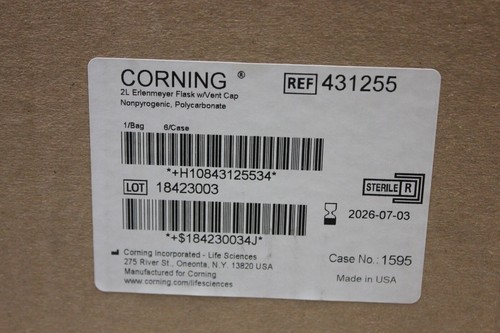 CORNING ® REF 431255
2L Erlenmeyer Flask w/Vent Cap
Nonpyrogenic, Polycarbonate
1/Bag 6/Case
*+H10843125534*
LOT 18423003
STERILE R
2026-07-03
*+$184230034J*
Corning Incorporated - Life Sciences
275 River St., Oneonta, N.Y. 13820 USA
Manufactured for Corning
www.corning.com/lifesciences
Case No.: 1595
Made in USA